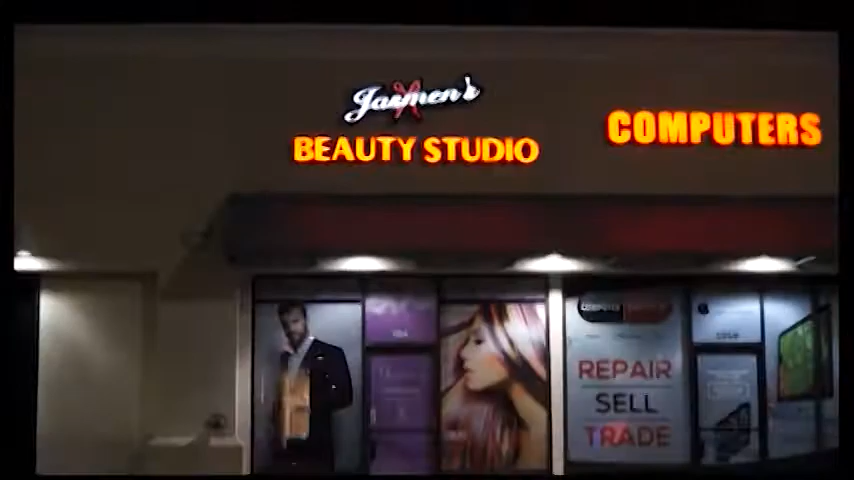 Jasmen's
BEAUTY STUDIO
COMPUTERS
REPAIR
SELL
TRADE